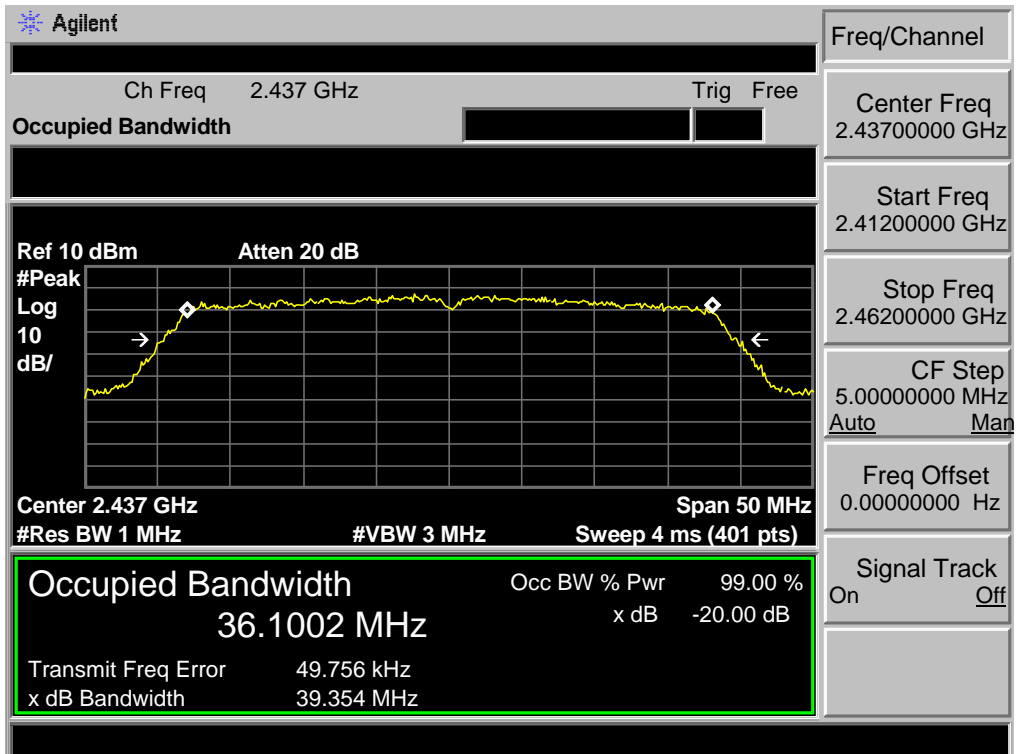 Agilent
Freq/Channel
Ch Freq 2.437 GHz Trig Free
Occupied Bandwidth
Center Freq
2.43700000 GHz
Start Freq
2.41200000 GHz
Ref 10 dBm Atten 20 dB
#Peak
Log
10
dB/
Stop Freq
2.46200000 GHz
CF Step
5.00000000 MHz
Auto Man
Freq Offset
0.00000000 Hz
Center 2.437 GHz Span 50 MHz
#Res BW 1 MHz #VBW 3 MHz Sweep 4 ms (401 pts)
Signal Track
On Off
Occupied Bandwidth Occ BW % Pwr 99.00 %
36.1002 MHz x dB -20.00 dB
Transmit Freq Error 49.756 kHz
x dB Bandwidth 39.354 MHz